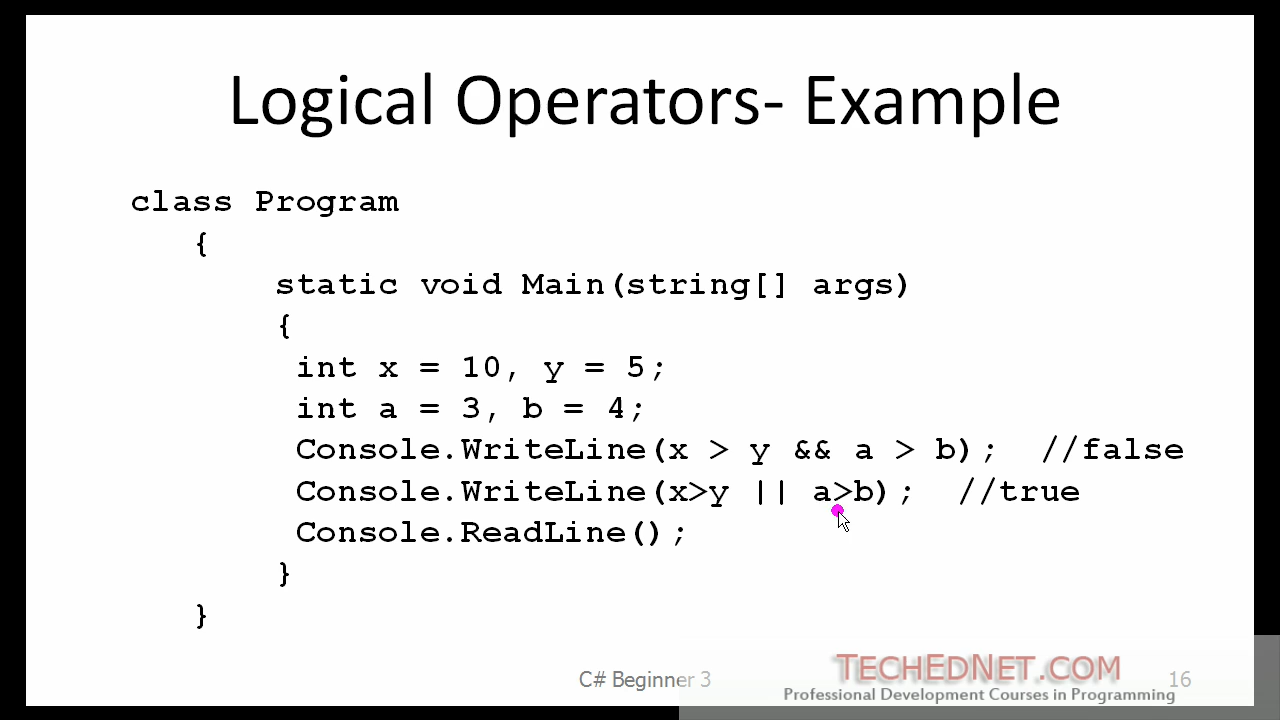 Logical Operators- Example
class Program
{
static void Main(string[] args)
{
int x = 10, y = 5;
int a = 3, b = 4;
Console.WriteLine(x > y && a > b); //false
Console.WriteLine(x>y || a>b); //true
Console.ReadLine();
}
}
C# Beginner 3
TECHEDNET.COM
Professional Development Courses in Programming
16